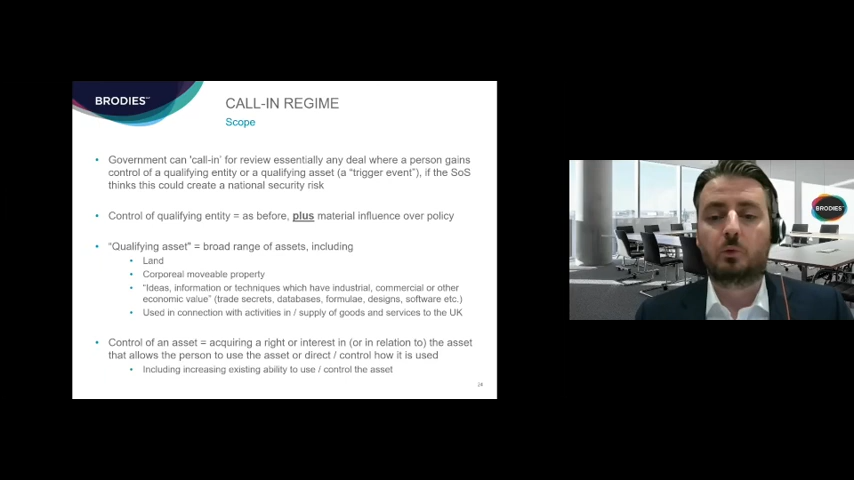 BRODIES LLP
CALL-IN REGIME
Scope
• Government can 'call-in' for review essentially any deal where a person gains
control of a qualifying entity or a qualifying asset (a "trigger event"), if the SoS
thinks this could create a national security risk
• Control of qualifying entity = as before, plus material influence over policy
• "Qualifying asset" = broad range of assets, including
• Land
• Corporeal moveable property
• "Ideas, information or techniques which have industrial, commercial or other
economic value" (trade secrets, databases, formulae, designs, software etc.)
• Used in connection with activities in / supply of goods and services to the UK
• Control of an asset = acquiring a right or interest in (or in relation to) the asset
that allows the person to use the asset or direct / control how it is used
• Including increasing existing ability to use / control the asset
24
BRODIES